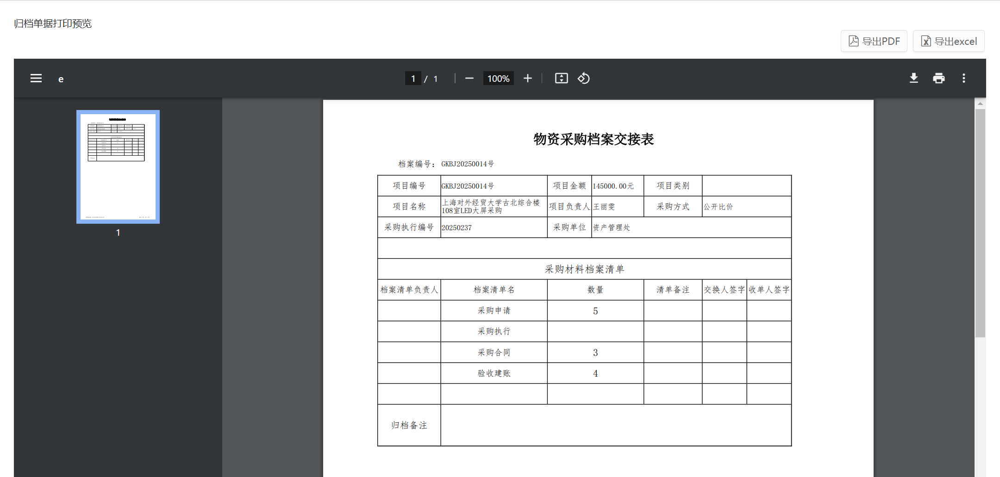 归档单据打印预览
导出PDF 导出excel
e 1 / 1 100%
1
物资采购档案交接表
档案编号： GKBJ20250014号
项目编号 GKBJ20250014号 项目金额 145000.00元 项目类别
项目名称 上海对外经贸大学古北综合楼 项目负责人 王丽雯 采购方式 公开比价
108室LED大屏采购
采购执行编号 20250237 采购单位 资产管理处
采购材料档案清单
档案清单负责人 档案清单名 数量 清单备注 交换人签字 收单人签字
采购申请 5
采购执行
采购合同 3
验收建账 4
归档备注